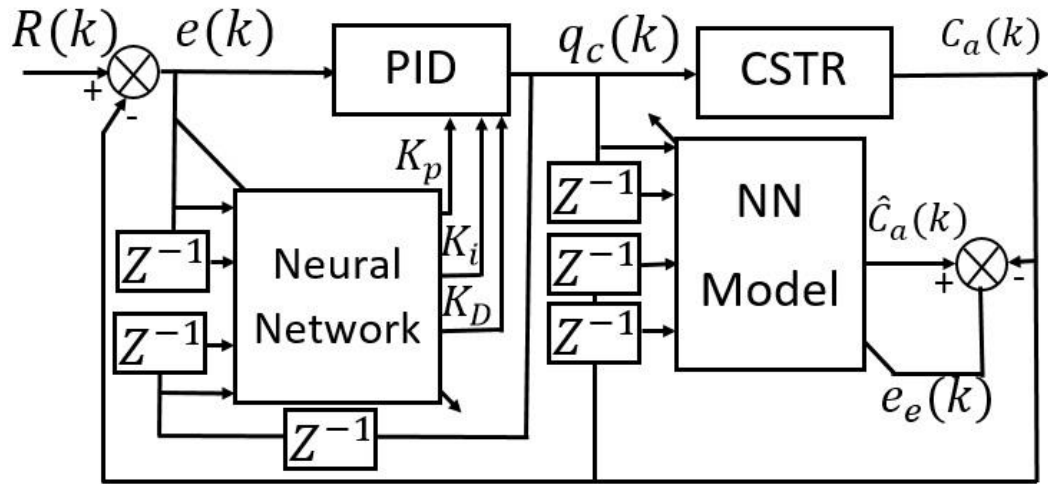 R(k)
e(k)
PID
q_c(k)
CSTR
C_a(k)
+
-
K_p
K_i
K_D
Z^{-1}
Z^{-1}
Neural
Network
Z^{-1}
Z^{-1}
Z^{-1}
Z^{-1}
NN
Model
Ĉ_a(k)
+
-
e_e(k)